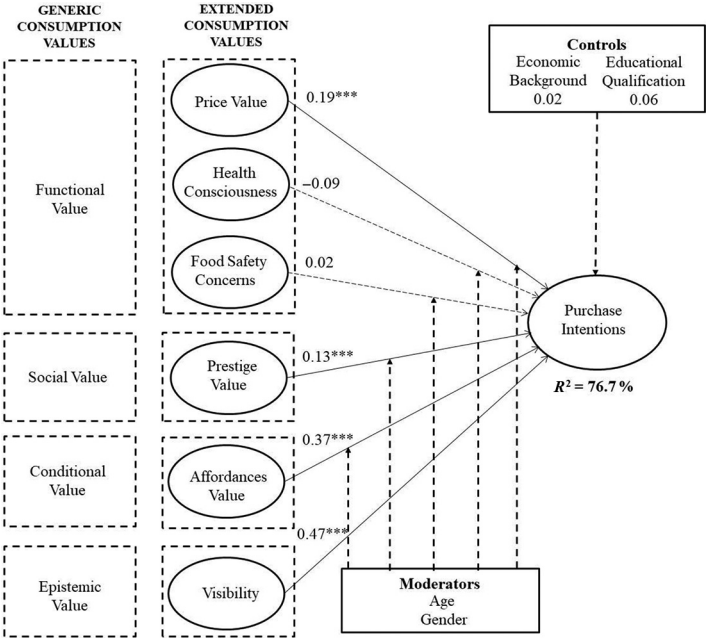 GENERIC
CONSUMPTION
VALUES
EXTENDED
CONSUMPTION
VALUES
Functional
Value
Social Value
Conditional
Value
Epistemic
Value
Price Value
Health
Consciousness
Food Safety
Concerns
Prestige
Value
Affordances
Value
Visibility
0.19***
–0.09
0.02
0.13***
0.37***
0.47***
Controls
Economic Educational
Background Qualification
0.02 0.06
Purchase
Intentions
R² = 76.7%
Moderators
Age
Gender